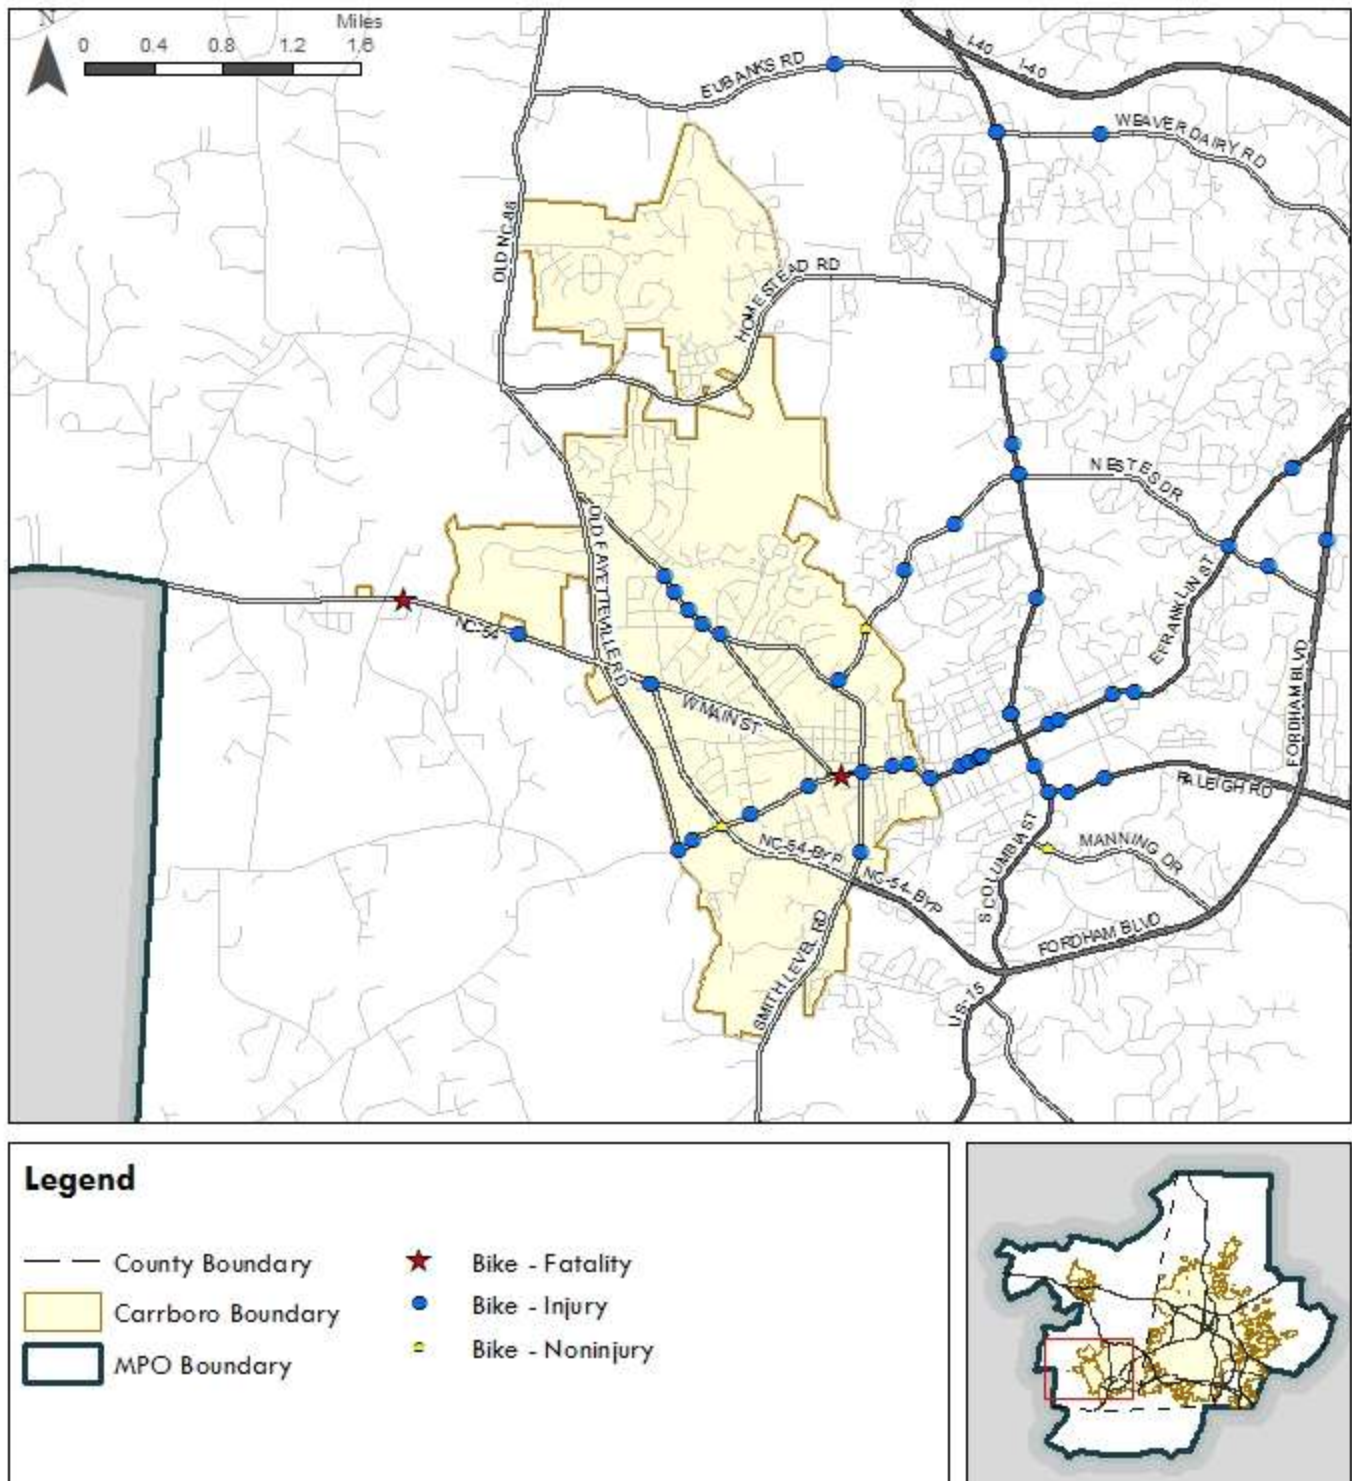 N
Miles
0 0.4 0.8 1.2 1.6
I-40
I-40
EUBANKS RD
WEAVER DAIRY RD
OLD NC-86
HOMESTEAD RD
NESTES DR
OLD FAYETTEVILLE RD
E FRANKLIN ST
NC-54
W MAIN ST
FORDHAM BLVD
RALEIGH RD
NC-54-BYP
MANNING DR
NC-54-BYP
S COLUMBIA ST
SMITH LEVEL RD
FORDHAM BLVD
US-15
Legend
County Boundary
Carrboro Boundary
MPO Boundary
Bike - Fatality
Bike - Injury
Bike - Noninjury